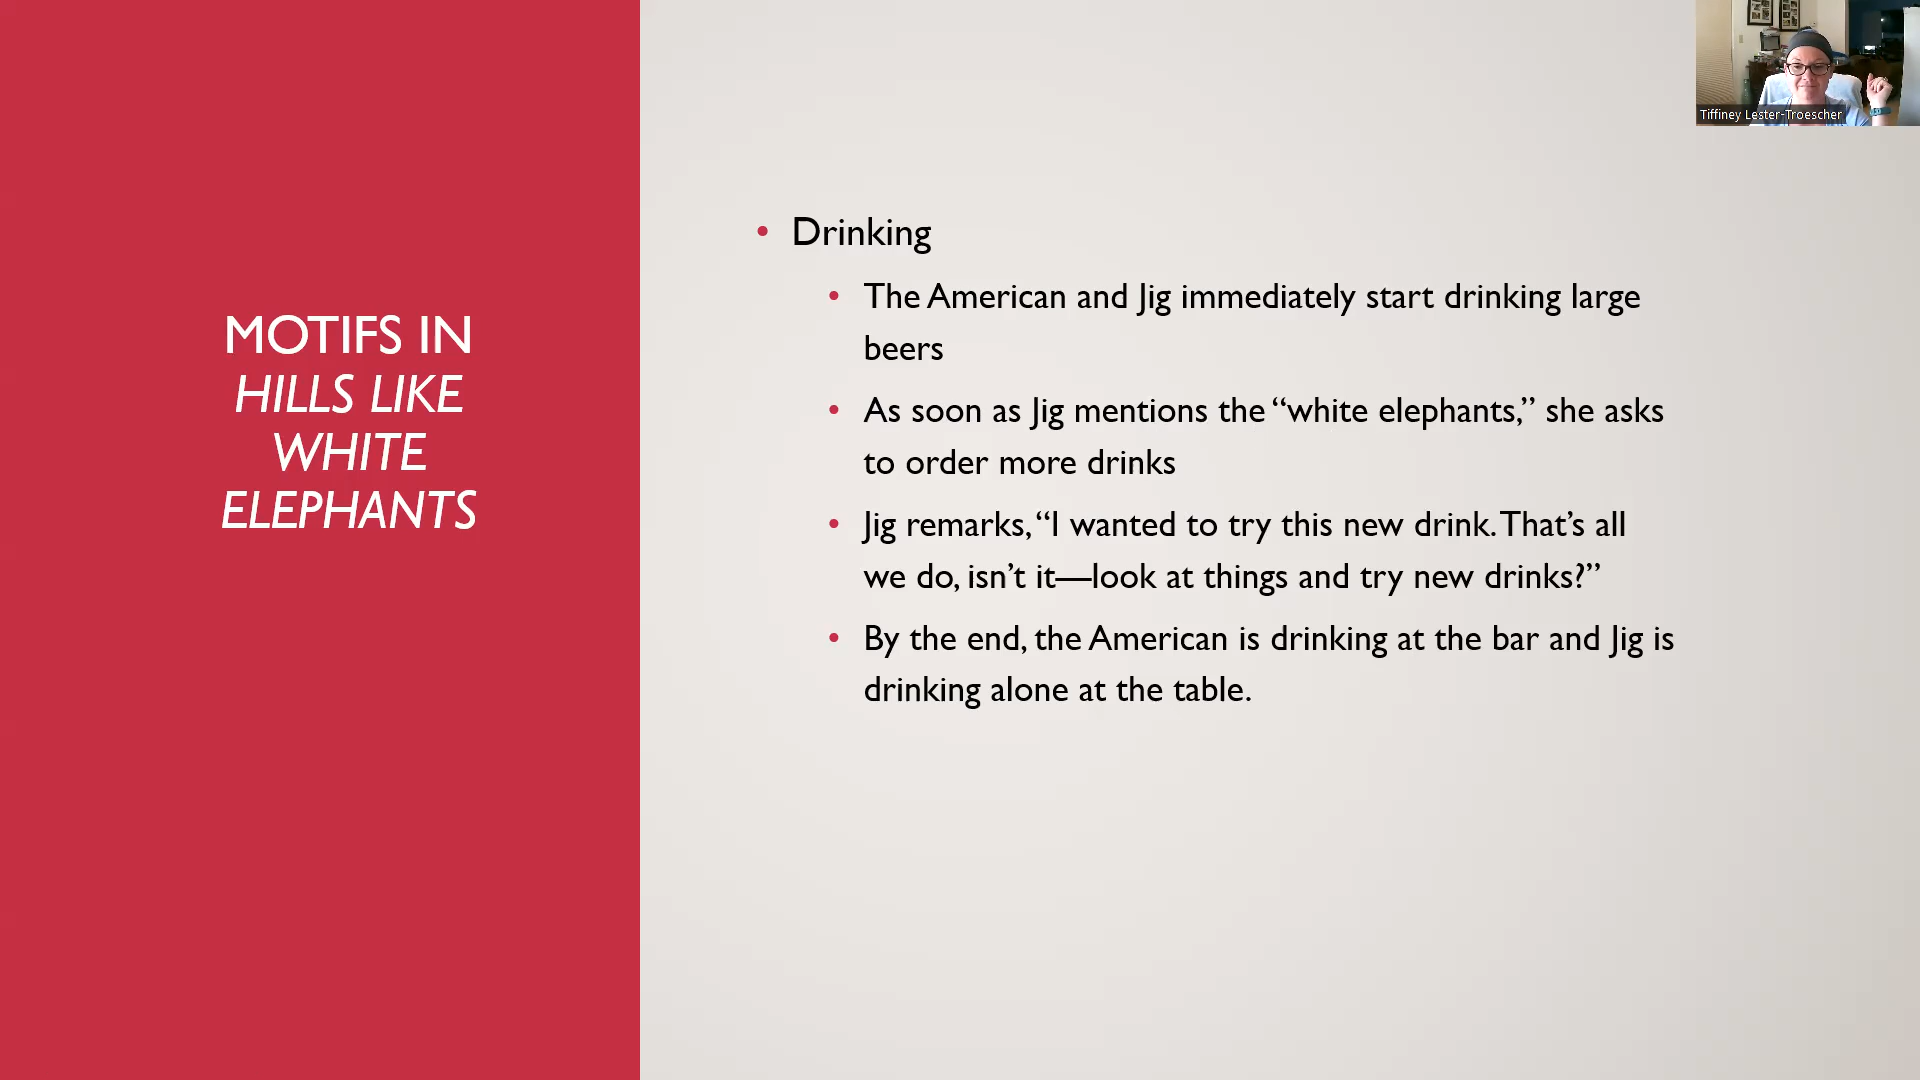 Tiffiney Lester-Troescher
MOTIFS IN
HILLS LIKE
WHITE
ELEPHANTS
• Drinking
• The American and Jig immediately start drinking large
beers
• As soon as Jig mentions the “white elephants,” she asks
to order more drinks
• Jig remarks, “I wanted to try this new drink. That’s all
we do, isn’t it—look at things and try new drinks?”
• By the end, the American is drinking at the bar and Jig is
drinking alone at the table.